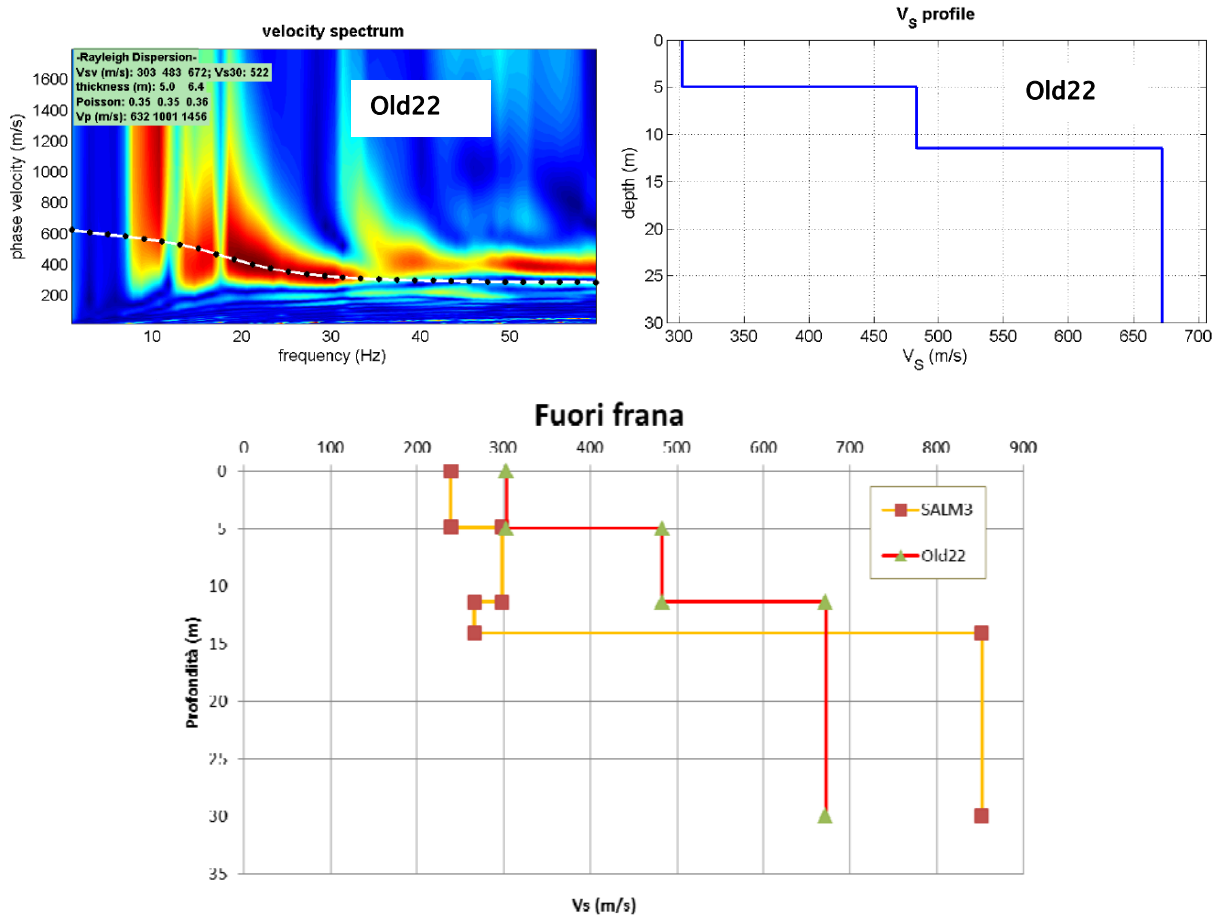 velocity spectrum
-Rayleigh Dispersion-
Vsv (m/s): 303 483 672; Vs30: 522
thickness (m): 5.0 6.4
Poisson: 0.35 0.35 0.36
Vp (m/s): 632 1001 1456
Old22
phase velocity (m/s)
1600
1400
1200
1000
800
600
400
200
10 20 30 40 50
frequency (Hz)
VS profile
Old22
depth (m)
0
5
10
15
20
25
30
300 350 400 450 500 550 600 650 700
VS (m/s)
Fuori frana
0 100 200 300 400 500 600 700 800 900
0
5
10
15
20
25
30
35
Profondità (m)
SALM3
Old22
Vs (m/s)